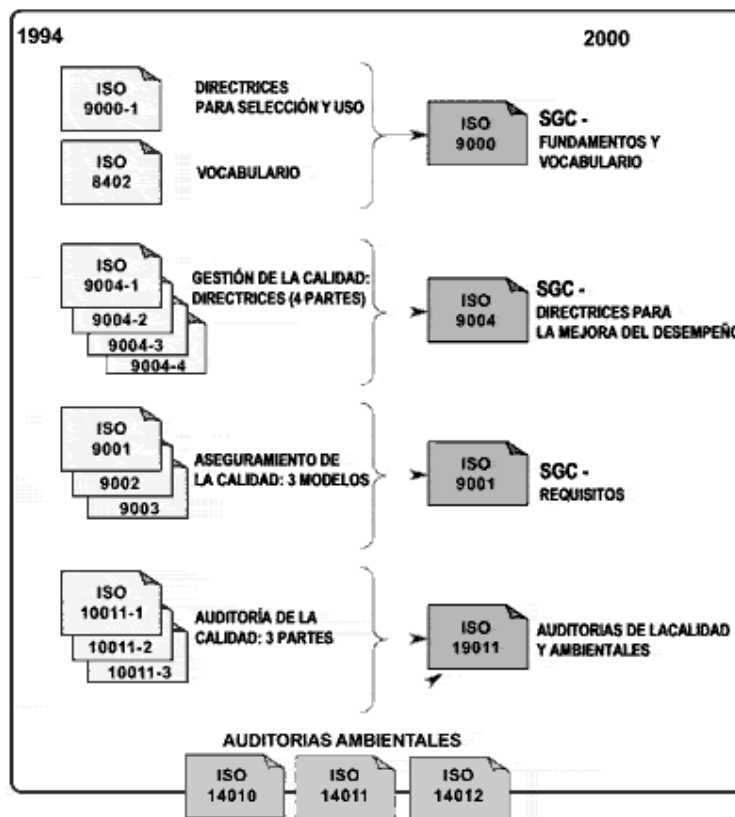 1994
2000
ISO
9000-1
DIRECTRICES
PARA SELECCIÓN Y USO
ISO
8402
VOCABULARIO
ISO
9000
SGC -
FUNDAMENTOS Y
VOCABULARIO
ISO
9004-1
9004-2
9004-3
9004-4
GESTIÓN DE LA CALIDAD:
DIRECTRICES (4 PARTES)
ISO
9004
SGC -
DIRECTRICES PARA
LA MEJORA DEL DESEMPEÑO
ISO
9001
9002
9003
ASEGURAMIENTO DE
LA CALIDAD: 3 MODELOS
ISO
9001
SGC -
REQUISITOS
ISO
10011-1
10011-2
10011-3
AUDITORÍA DE LA
CALIDAD: 3 PARTES
ISO
19011
AUDITORIAS DE LACALIDAD
Y AMBIENTALES
AUDITORIAS AMBIENTALES
ISO
14010
ISO
14011
ISO
14012